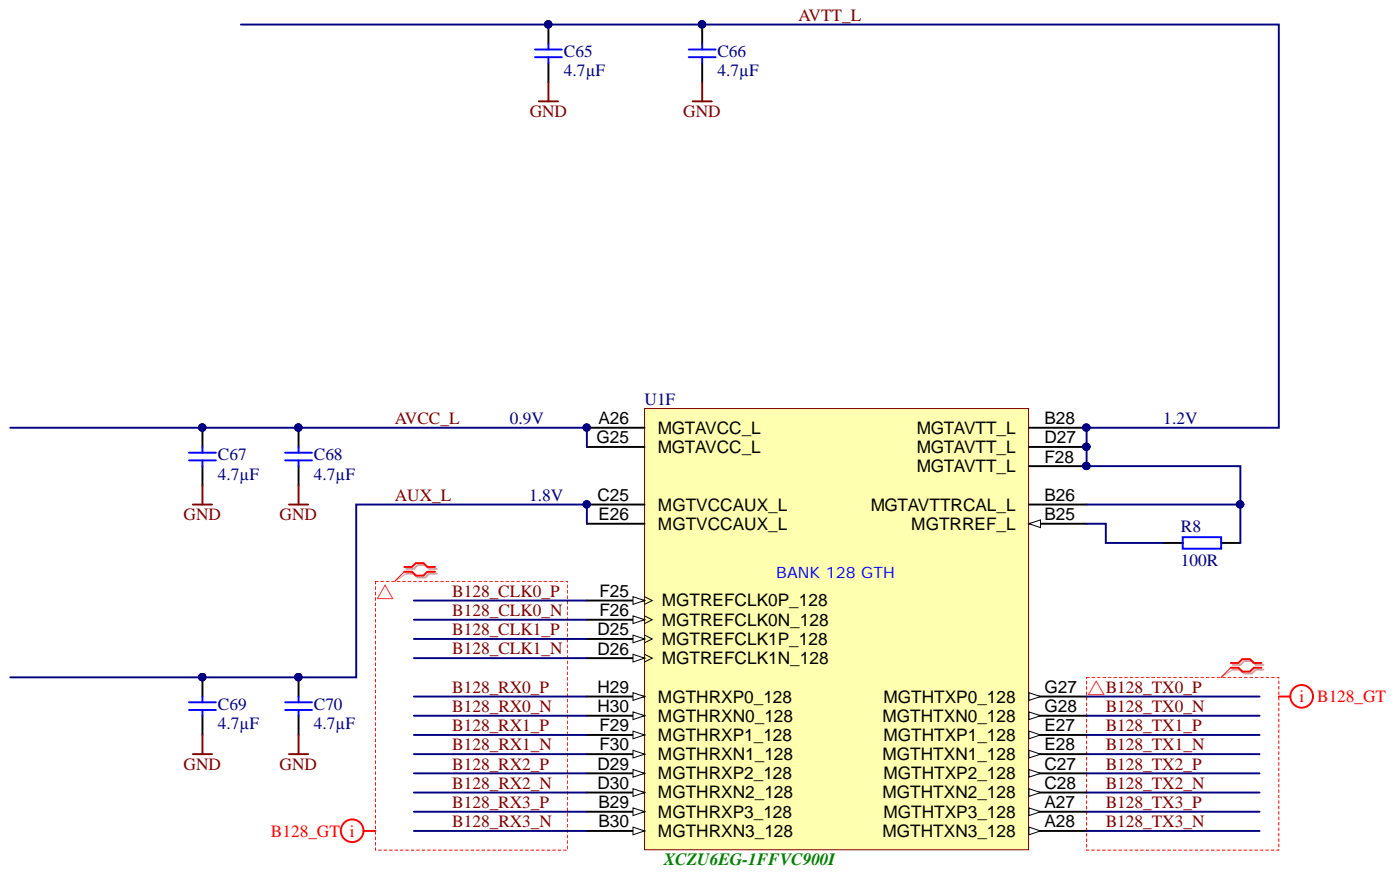 AVTT_L
C65
4.7µF
GND
C66
4.7µF
GND
U1F
AVCC_L 0.9V A26 MGTAVCC_L
G25 MGTAVCC_L
MGTAVTT_L B28 1.2V
MGTAVTT_L D27
MGTAVTT_L F28
C67
4.7µF
GND
C68
4.7µF
GND
AUX_L 1.8V C25 MGTVCCAUX_L
E26 MGTVCCAUX_L
MGTAVTTRCAL_L B26
MGTRREF_L B25
R8
100R
BANK 128 GTH
B128_CLK0_P F25 MGTREFCLK0P_128
B128_CLK0_N F26 MGTREFCLK0N_128
B128_CLK1_P D25 MGTREFCLK1P_128
B128_CLK1_N D26 MGTREFCLK1N_128
C69
4.7µF
GND
C70
4.7µF
GND
B128_RX0_P H29 MGTHRXP0_128
B128_RX0_N H30 MGTHRXN0_128
B128_RX1_P F29 MGTHRXP1_128
B128_RX1_N F30 MGTHRXN1_128
B128_RX2_P D29 MGTHRXP2_128
B128_RX2_N D30 MGTHRXN2_128
B128_RX3_P B29 MGTHRXP3_128
B128_RX3_N B30 MGTHRXN3_128
B128_GT i
MGTHTXP0_128 G27 B128_TX0_P
MGTHTXN0_128 G28 B128_TX0_N
MGTHTXP1_128 E27 B128_TX1_P
MGTHTXN1_128 E28 B128_TX1_N
MGTHTXP2_128 C27 B128_TX2_P
MGTHTXN2_128 C28 B128_TX2_N
MGTHTXP3_128 A27 B128_TX3_P
MGTHTXN3_128 A28 B128_TX3_N
i B128_GT
XCZU6EG-1FFVC900I